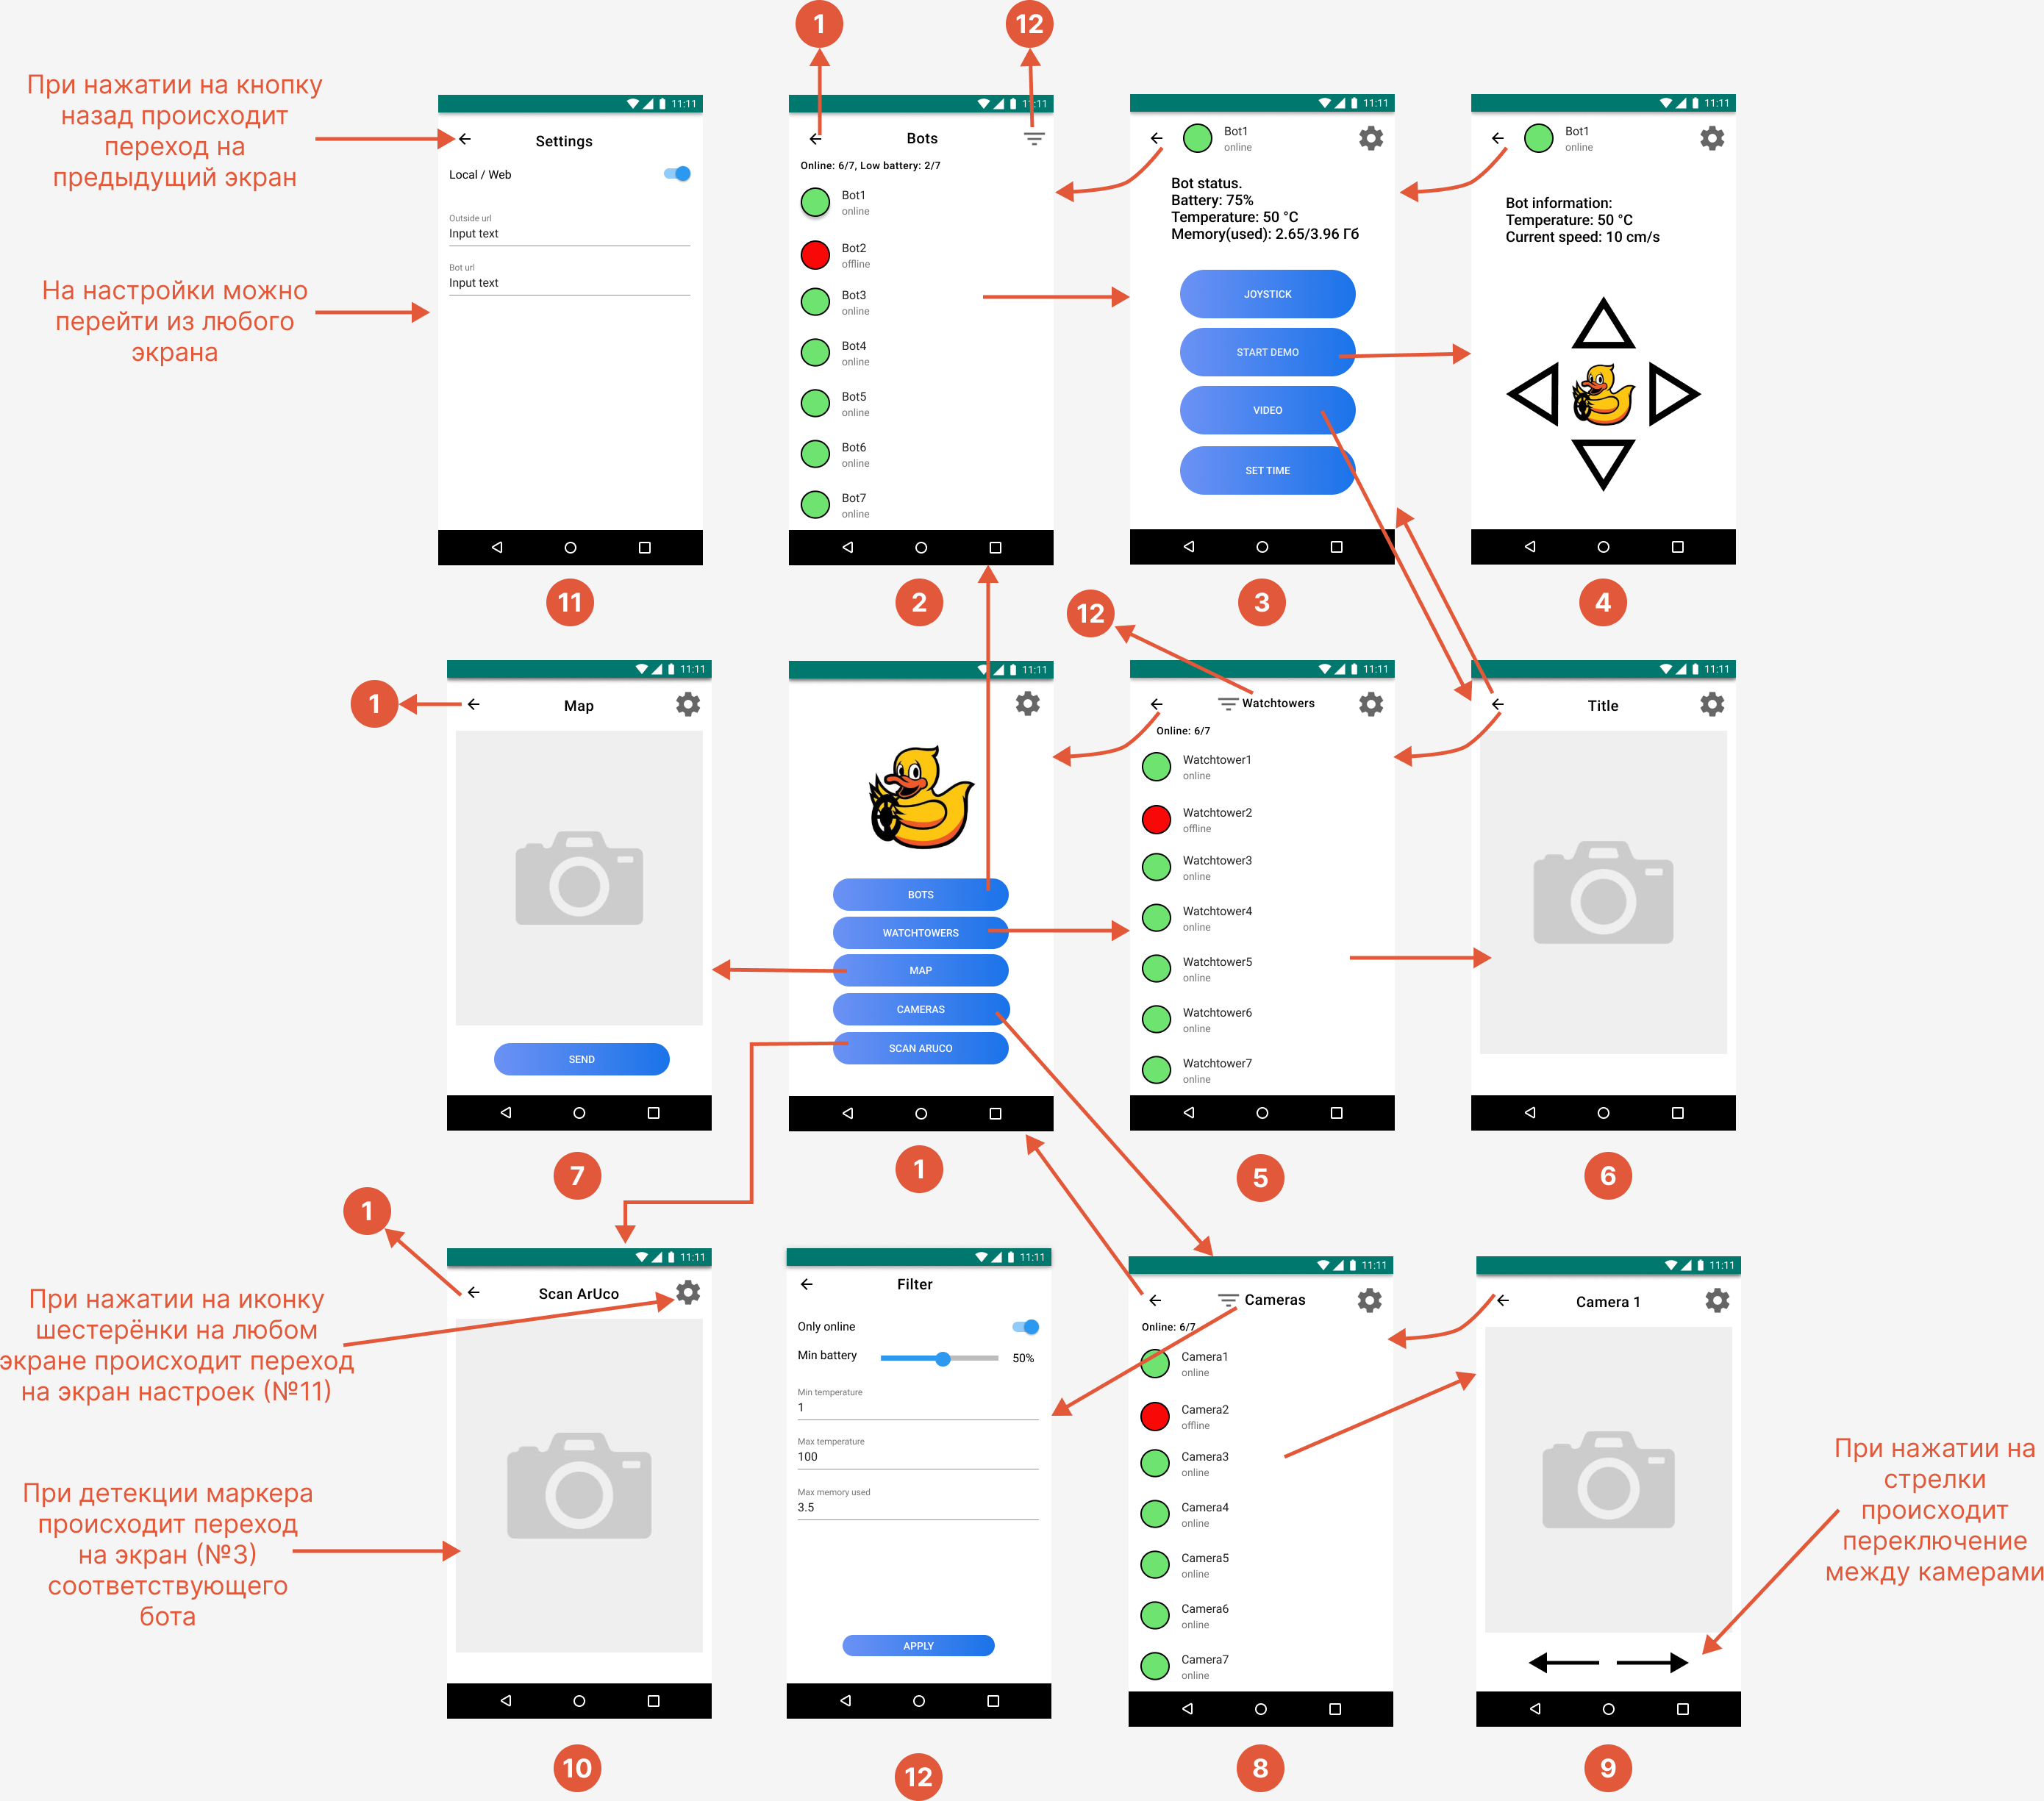 1
12
При нажатии на кнопку
назад происходит
переход на
предыдущий экран
На настройки можно
перейти из любого
экрана
11:11
Settings
Local / Web
Outside url
Input text
Bot url
Input text
11
11:11
Bots
Online: 6/7, Low battery: 2/7
Bot1
online
Bot2
offline
Bot3
online
Bot4
online
Bot5
online
Bot6
online
Bot7
online
2
11:11
Bot1
online
Bot status.
Battery: 75%
Temperature: 50 °C
Memory(used): 2.65/3.96 Гб
JOYSTICK
START DEMO
VIDEO
SET TIME
3
11:11
Bot1
online
Bot information:
Temperature: 50 °C
Current speed: 10 cm/s
4
1
11:11
Map
SEND
7
11:11
BOTS
WATCHTOWERS
MAP
CAMERAS
SCAN ARUCO
1
12
11:11
Watchtowers
Online: 6/7
Watchtower1
online
Watchtower2
offline
Watchtower3
online
Watchtower4
online
Watchtower5
online
Watchtower6
online
Watchtower7
online
5
11:11
Title
6
1
При нажатии на иконку
шестерёнки на любом
экране происходит переход
на экран настроек (№11)
При детекции маркера
происходит переход
на экран (№3)
соответствующего
бота
11:11
Scan ArUco
10
11:11
Filter
Only online
Min battery
50%
Min temperature
1
Max temperature
100
Max memory used
3.5
APPLY
12
11:11
Cameras
Online: 6/7
Camera1
online
Camera2
offline
Camera3
online
Camera4
online
Camera5
online
Camera6
online
Camera7
online
8
11:11
Camera 1
9
При нажатии на
стрелки
происходит
переключение
между камерами